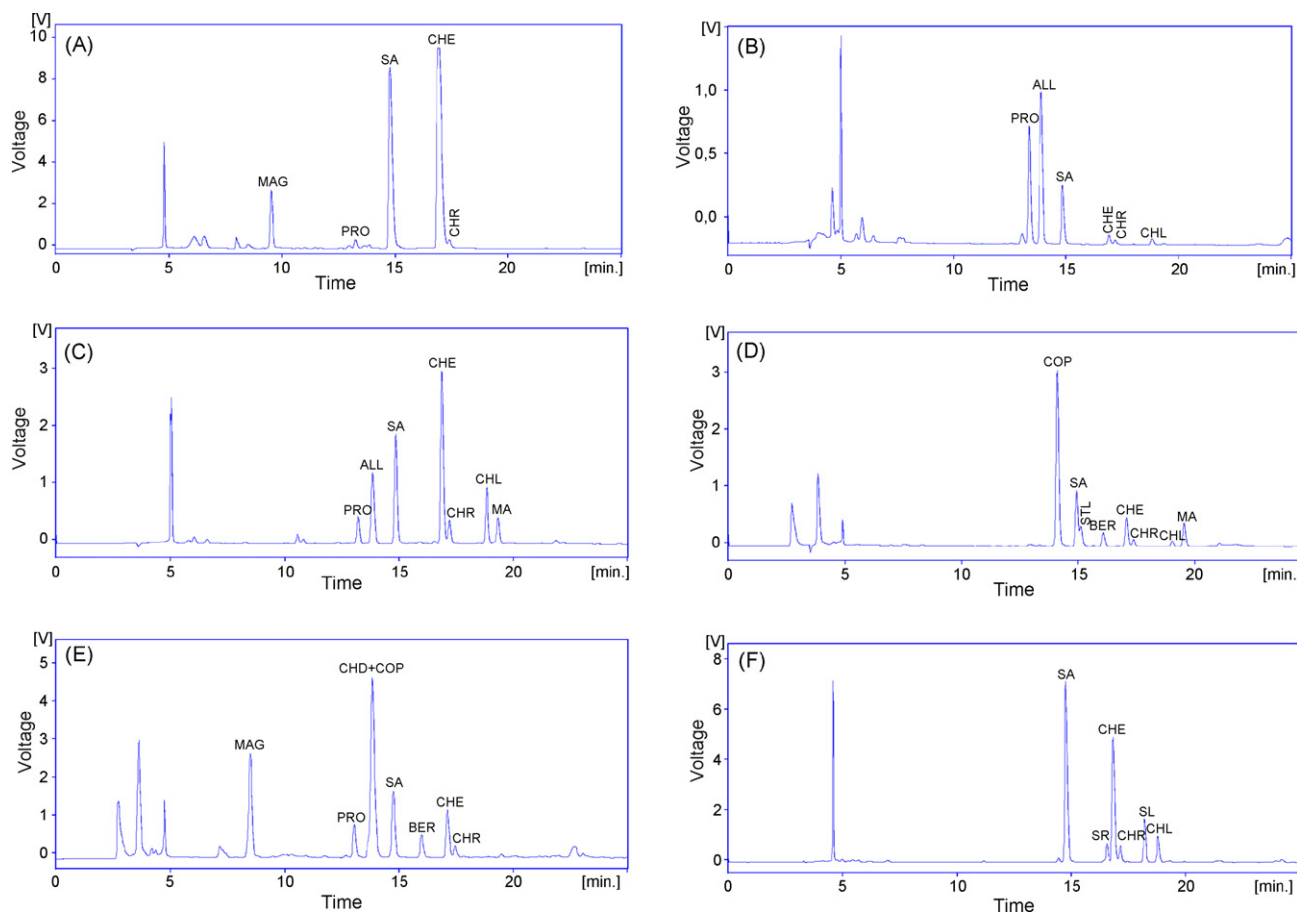 [V]
(A)
10
8
6
4
2
0
Voltage
MAG
PRO
SA
CHE
CHR
0 5 10 15 20 [min.]
Time
[V]
(B)
1,0
0,5
0,0
Voltage
PRO
ALL
SA
CHE
CHR
CHL
0 5 10 15 20 [min.]
Time
[V]
(C)
3
2
1
0
Voltage
PRO
ALL
SA
CHE
CHR
CHL
MA
0 5 10 15 20 [min.]
Time
[V]
(D)
3
2
1
0
Voltage
COP
SA
STL
BER
CHE
CHR
CHL
MA
0 5 10 15 20 [min.]
Time
[V]
(E)
5
4
3
2
1
0
Voltage
MAG
PRO
CHD+COP
SA
BER
CHE
CHR
0 5 10 15 20 [min.]
Time
[V]
(F)
8
6
4
2
0
Voltage
SA
SR
CHE
CHR
SL
CHL
0 5 10 15 20 [min.]
Time